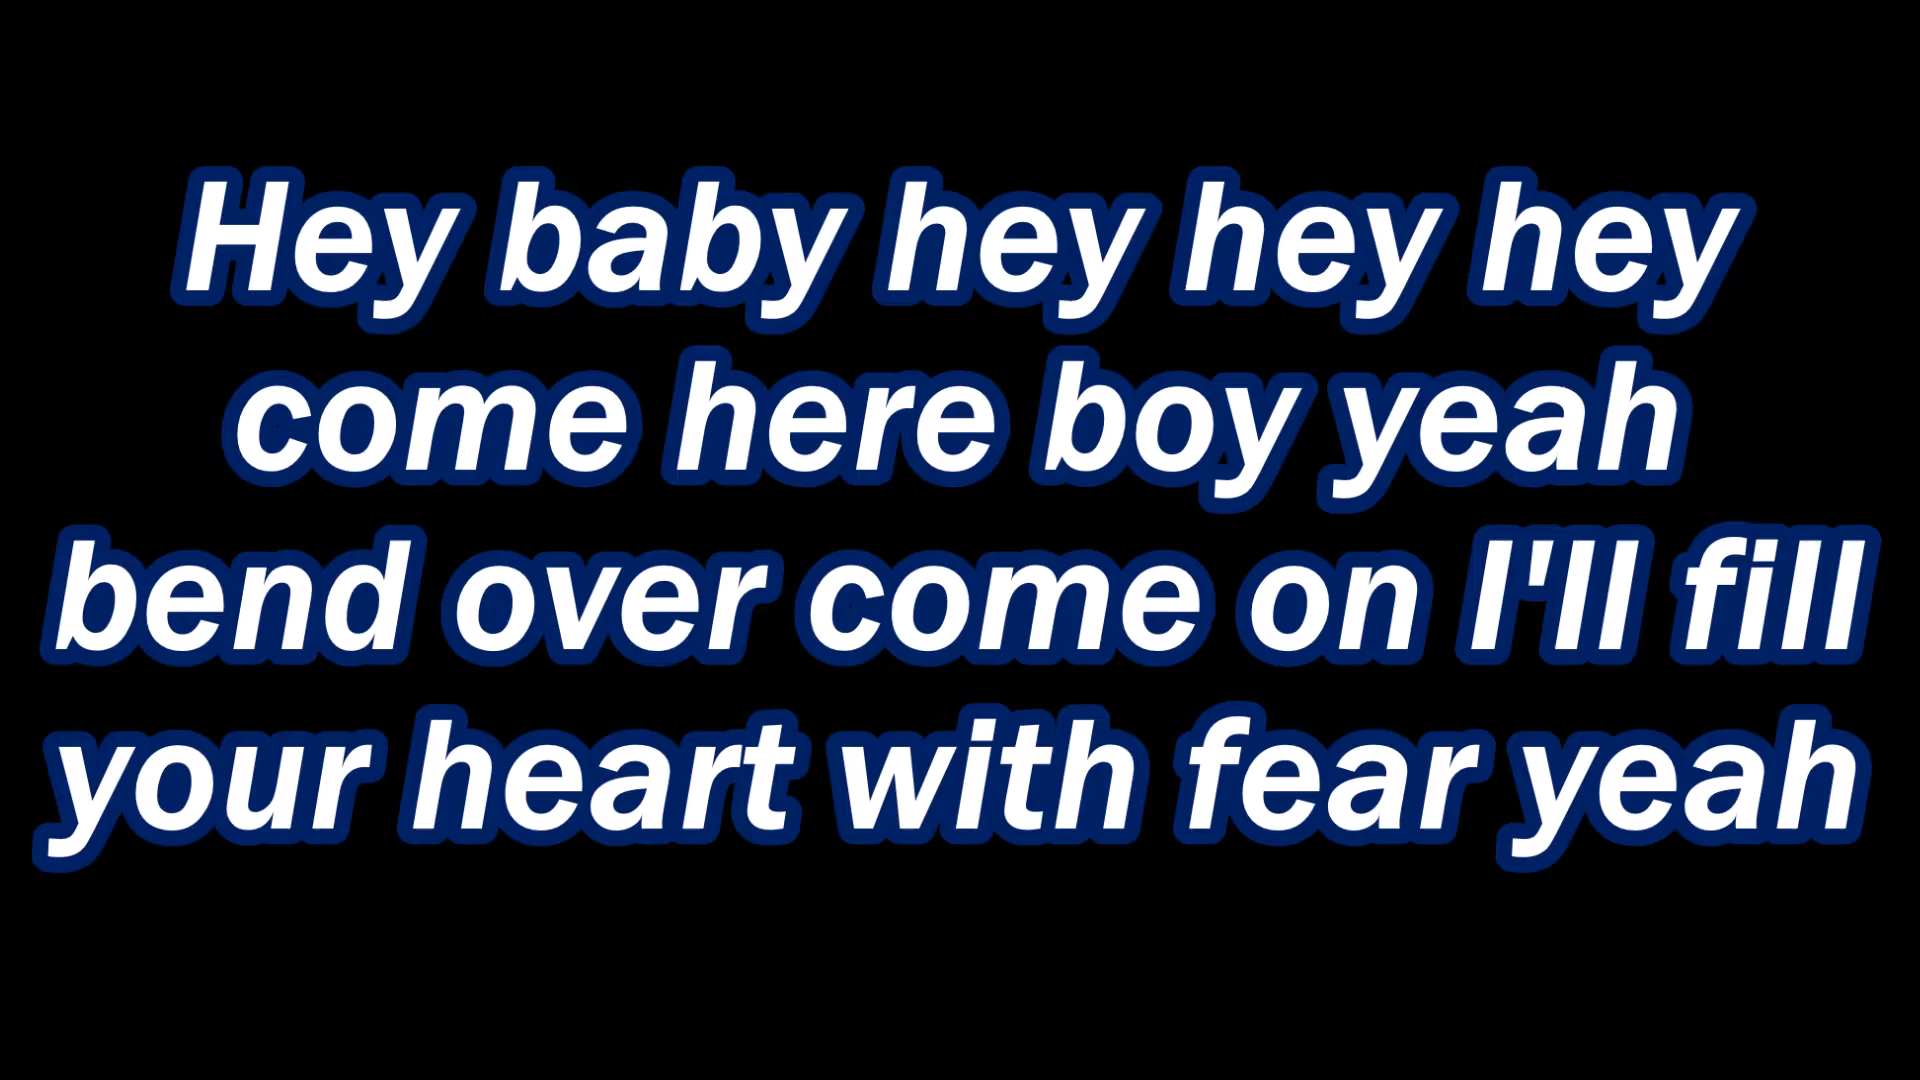 Hey baby hey hey hey
come here boy yeah
bend over come on I'll fill
your heart with fear yeah